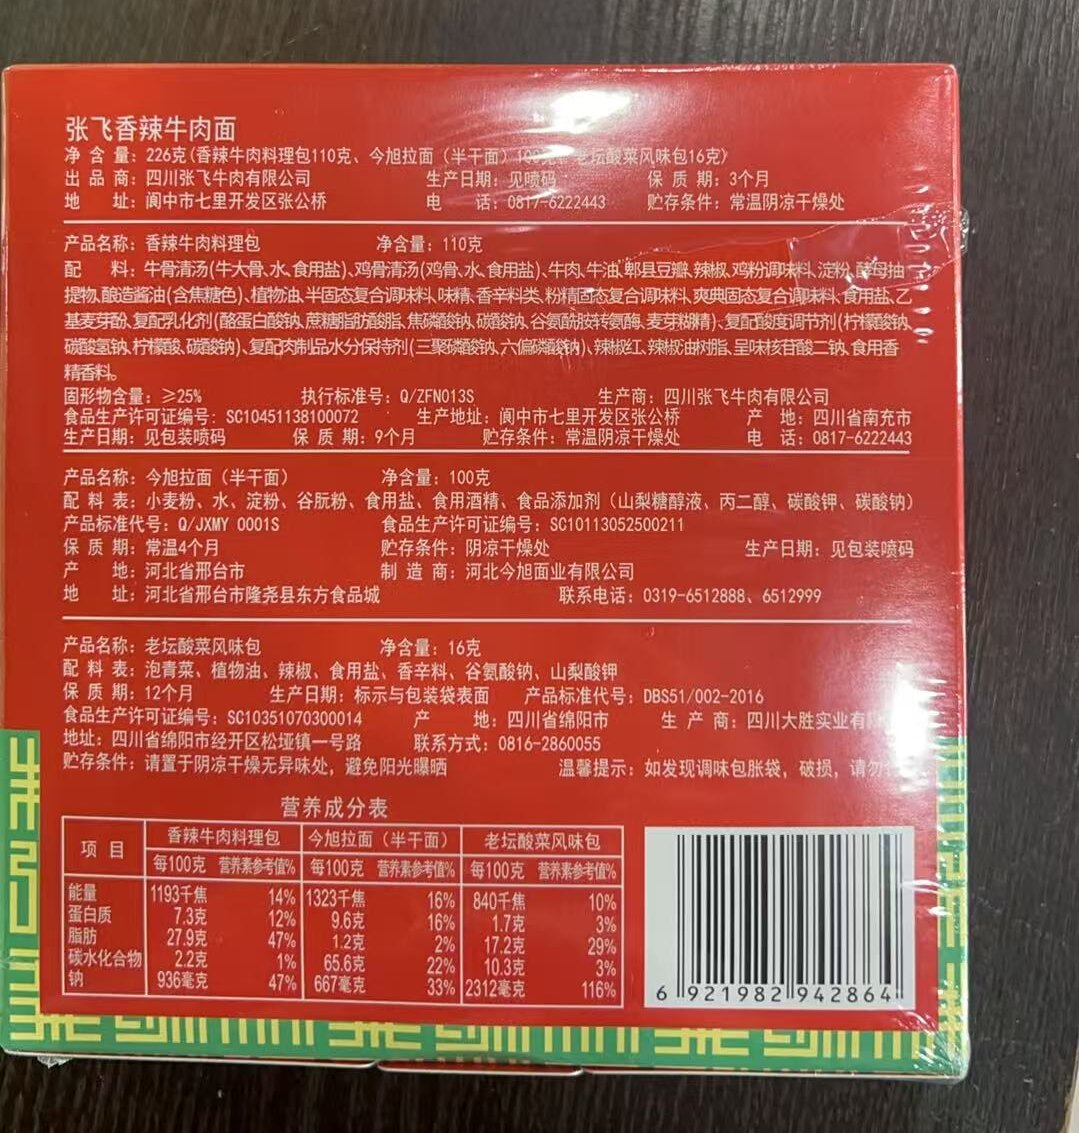 张飞香辣牛肉面
净 含 量：226克(香辣牛肉料理包110克、今旭拉面（半干面）100克、老坛酸菜风味包16克)
出 品 商：四川张飞牛肉有限公司 生产日期：见喷码 保 质 期：3个月
地 址：阆中市七里开发区张公桥 电 话：0817-6222443 贮存条件：常温阴凉干燥处
产品名称：香辣牛肉料理包 净含量：110克
配 料：牛骨清汤(牛大骨、水、食用盐)、鸡骨清汤(鸡骨、水、食用盐)、牛肉、牛油、郫县豆瓣、辣椒、鸡粉调味料、淀粉、酵母抽
提物、酿造酱油(含焦糖色)、植物油、半固态复合调味料、味精、香辛料类、粉精固态复合调味料、爽典固态复合调味料、食用盐、乙
基麦芽酚、复配乳化剂(酪蛋白酸钠、蔗糖脂肪酸脂、焦磷酸钠、碳酸钠、谷氨酰胺转氨酶、麦芽糊精)、复配酸度调节剂(柠檬酸钠、
碳酸氢钠、柠檬酸、碳酸钠)、复配肉制品水分保持剂(三聚磷酸钠、六偏磷酸钠)、辣椒红、辣椒油树脂、呈味核苷酸二钠、食用香
精香料。
固形物含量：≥25% 执行标准号：Q/ZFN013S 生产商：四川张飞牛肉有限公司
食品生产许可证编号：SC10451138100072 生产地址：阆中市七里开发区张公桥 产 地：四川省南充市
生产日期：见包装喷码 保 质 期：9个月 贮存条件：常温阴凉干燥处 电 话：0817-6222443
产品名称：今旭拉面（半干面） 净含量：100克
配 料 表：小麦粉、水、淀粉、谷朊粉、食用盐、食用酒精、食品添加剂（山梨糖醇液、丙二醇、碳酸钾、碳酸钠）
产品标准代号：Q/JXMY 0001S 食品生产许可证编号：SC10113052500211
保 质 期：常温4个月 贮存条件：阴凉干燥处 生产日期：见包装喷码
产 地：河北省邢台市 制 造 商：河北今旭面业有限公司
地 址：河北省邢台市隆尧县东方食品城 联系电话：0319-6512888、6512999
产品名称：老坛酸菜风味包 净含量：16克
配 料 表：泡青菜、植物油、辣椒、食用盐、香辛料、谷氨酸钠、山梨酸钾
保 质 期：12个月 生产日期：标示与包装袋表面 产品标准代号：DBS51/002-2016
食品生产许可证编号：SC10351070300014 产 地：四川省绵阳市 生 产 商：四川大胜实业有
地址：四川省绵阳市经开区松垭镇一号路 联系方式：0816-2860055
贮存条件：请置于阴凉干燥无异味处，避免阳光曝晒 温馨提示：如发现调味包胀袋，破损，请勿
营养成分表
项 目 香辣牛肉料理包 今旭拉面（半干面） 老坛酸菜风味包
每100克 营养素参考值% 每100克 营养素参考值% 每100克 营养素参考值%
能量 1193千焦 14% 1323千焦 16% 840千焦 10%
蛋白质 7.3克 12% 9.6克 16% 1.7克 3%
脂肪 27.9克 47% 1.2克 2% 17.2克 29%
碳水化合物 2.2克 1% 65.6克 22% 10.3克 3%
钠 936毫克 47% 667毫克 33% 2312毫克 116%
6 921982 942864